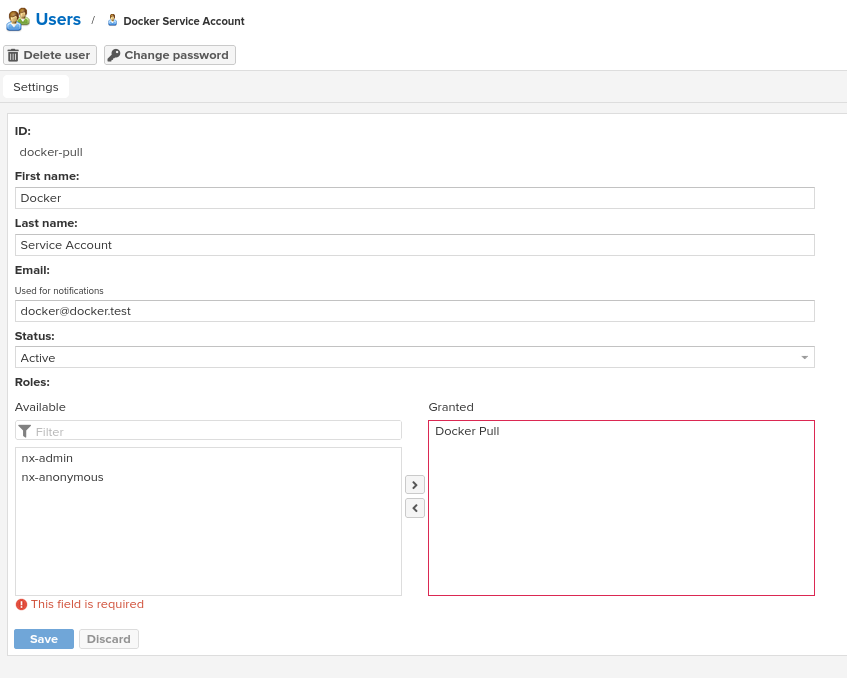 Users / Docker Service Account
Delete user Change password
Settings
ID:
docker-pull
First name:
Docker
Last name:
Service Account
Email:
Used for notifications
docker@docker.test
Status:
Active
Roles:
Available
Filter
nx-admin
nx-anonymous
Granted
Docker Pull
This field is required
Save Discard